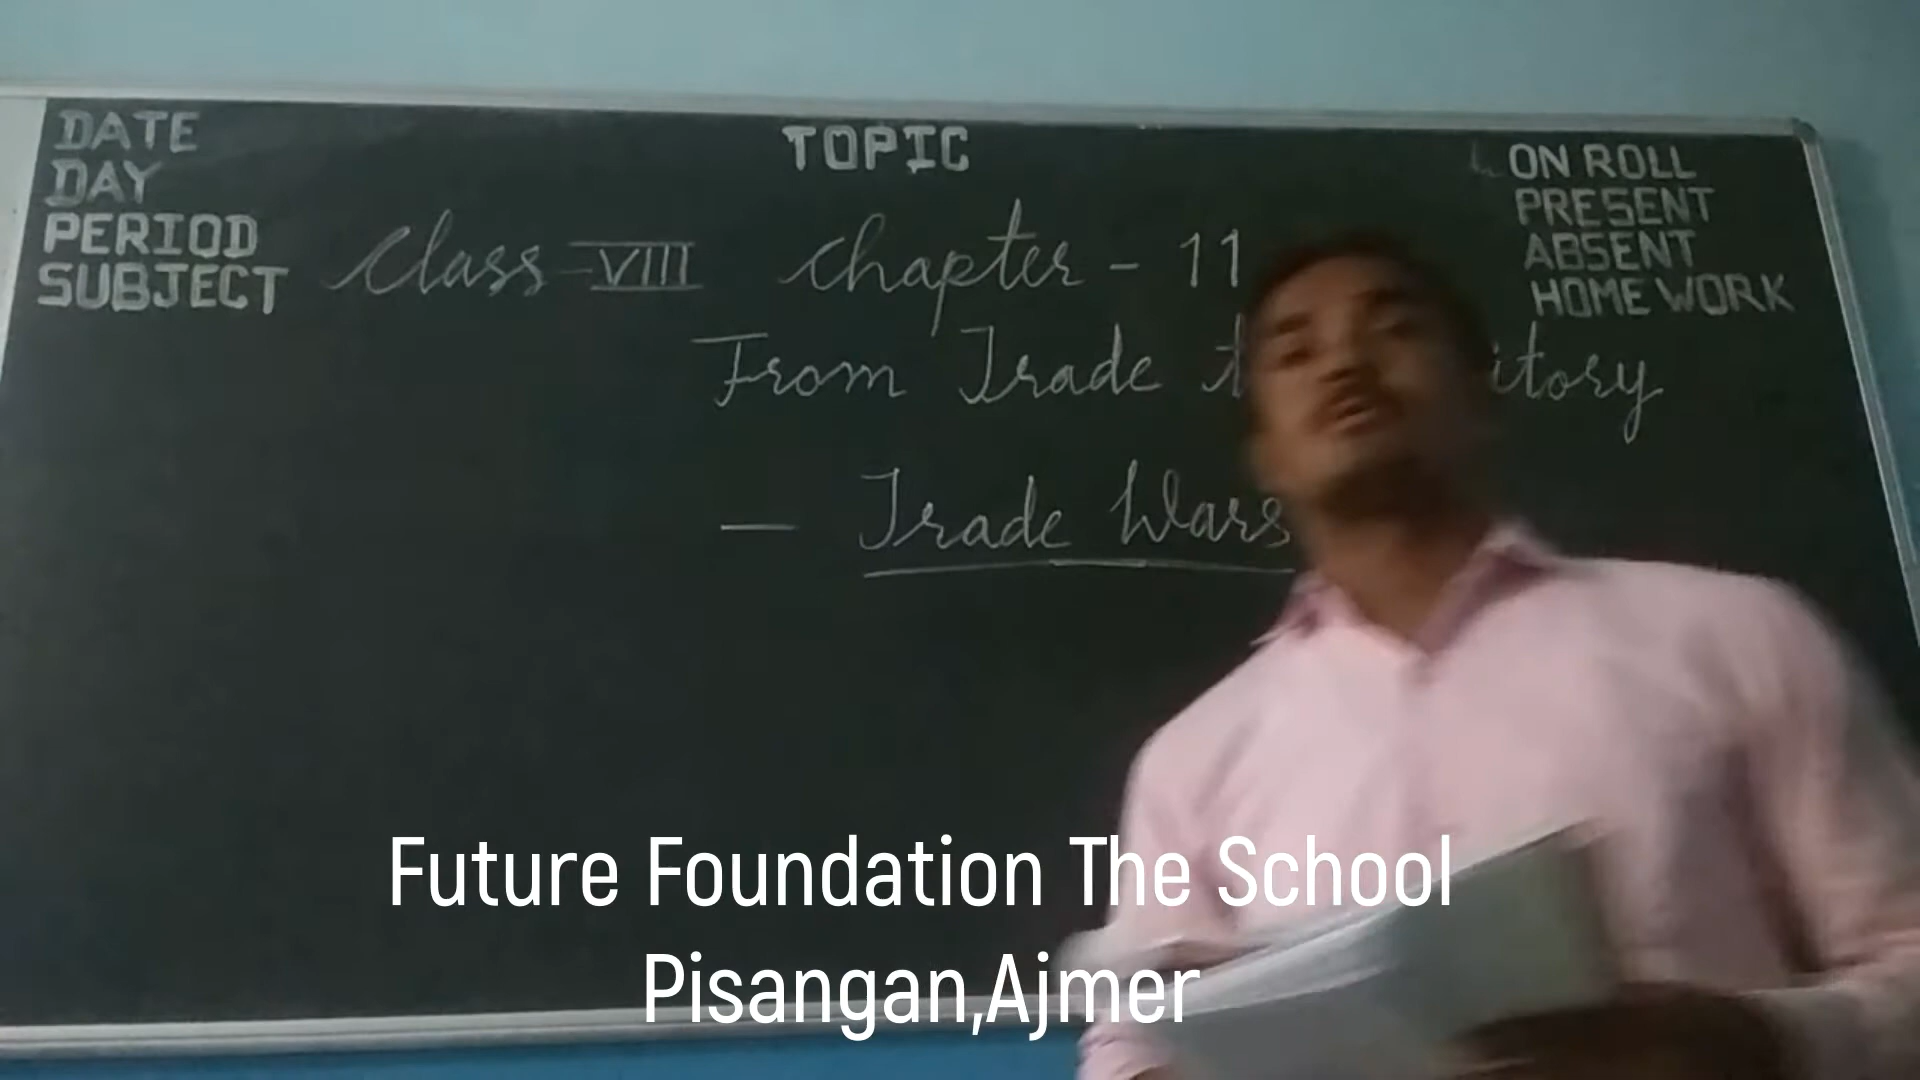 DATE
DAY
PERIOD
SUBJECT
TOPIC
ON ROLL
PRESENT
ABSENT
HOME WORK
Class - VIII Chapter - 11
From Trade
— Trade Wars
Future Foundation The School
Pisangan,Ajmer